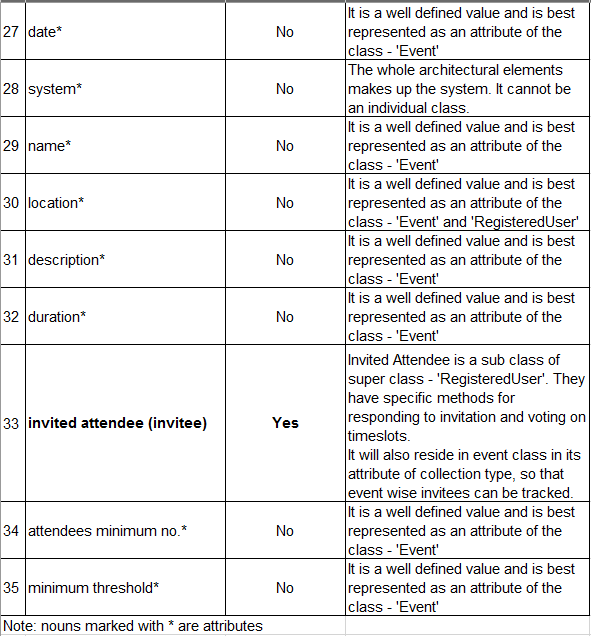 27 date* No It is a well defined value and is best
represented as an attribute of the
class - 'Event'
28 system* No The whole architectural elements
makes up the system. It cannot be
an individual class.
29 name* No It is a well defined value and is best
represented as an attribute of the
class - 'Event'
30 location* No It is a well defined value and is best
represented as an attribute of the
class - 'Event' and 'RegisteredUser'
31 description* No It is a well defined value and is best
represented as an attribute of the
class - 'Event'
32 duration* No It is a well defined value and is best
represented as an attribute of the
class - 'Event'
33 invited attendee (invitee) Yes Invited Attendee is a sub class of
super class - 'RegisteredUser'. They
have specific methods for
responding to invitation and voting on
timeslots.
It will also reside in event class in its
attribute of collection type, so that
event wise invitees can be tracked.
34 attendees minimum no.* No It is a well defined value and is best
represented as an attribute of the
class - 'Event'
35 minimum threshold* No It is a well defined value and is best
represented as an attribute of the
class - 'Event'
Note: nouns marked with * are attributes